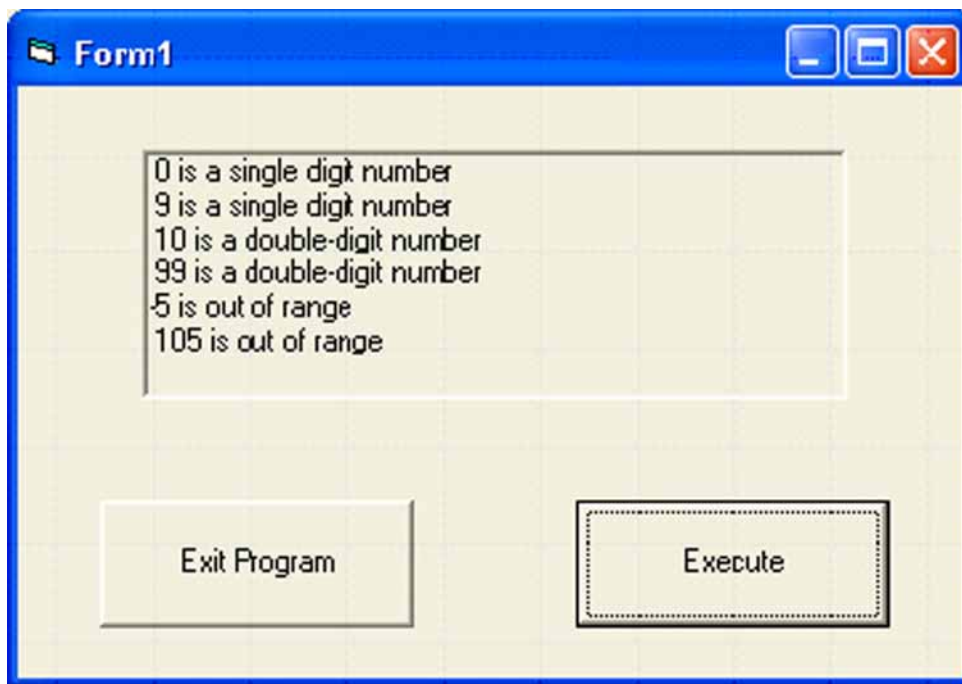 Form1
0 is a single digit number
9 is a single digit number
10 is a double-digit number
99 is a double-digit number
-5 is out of range
105 is out of range
Exit Program
Execute